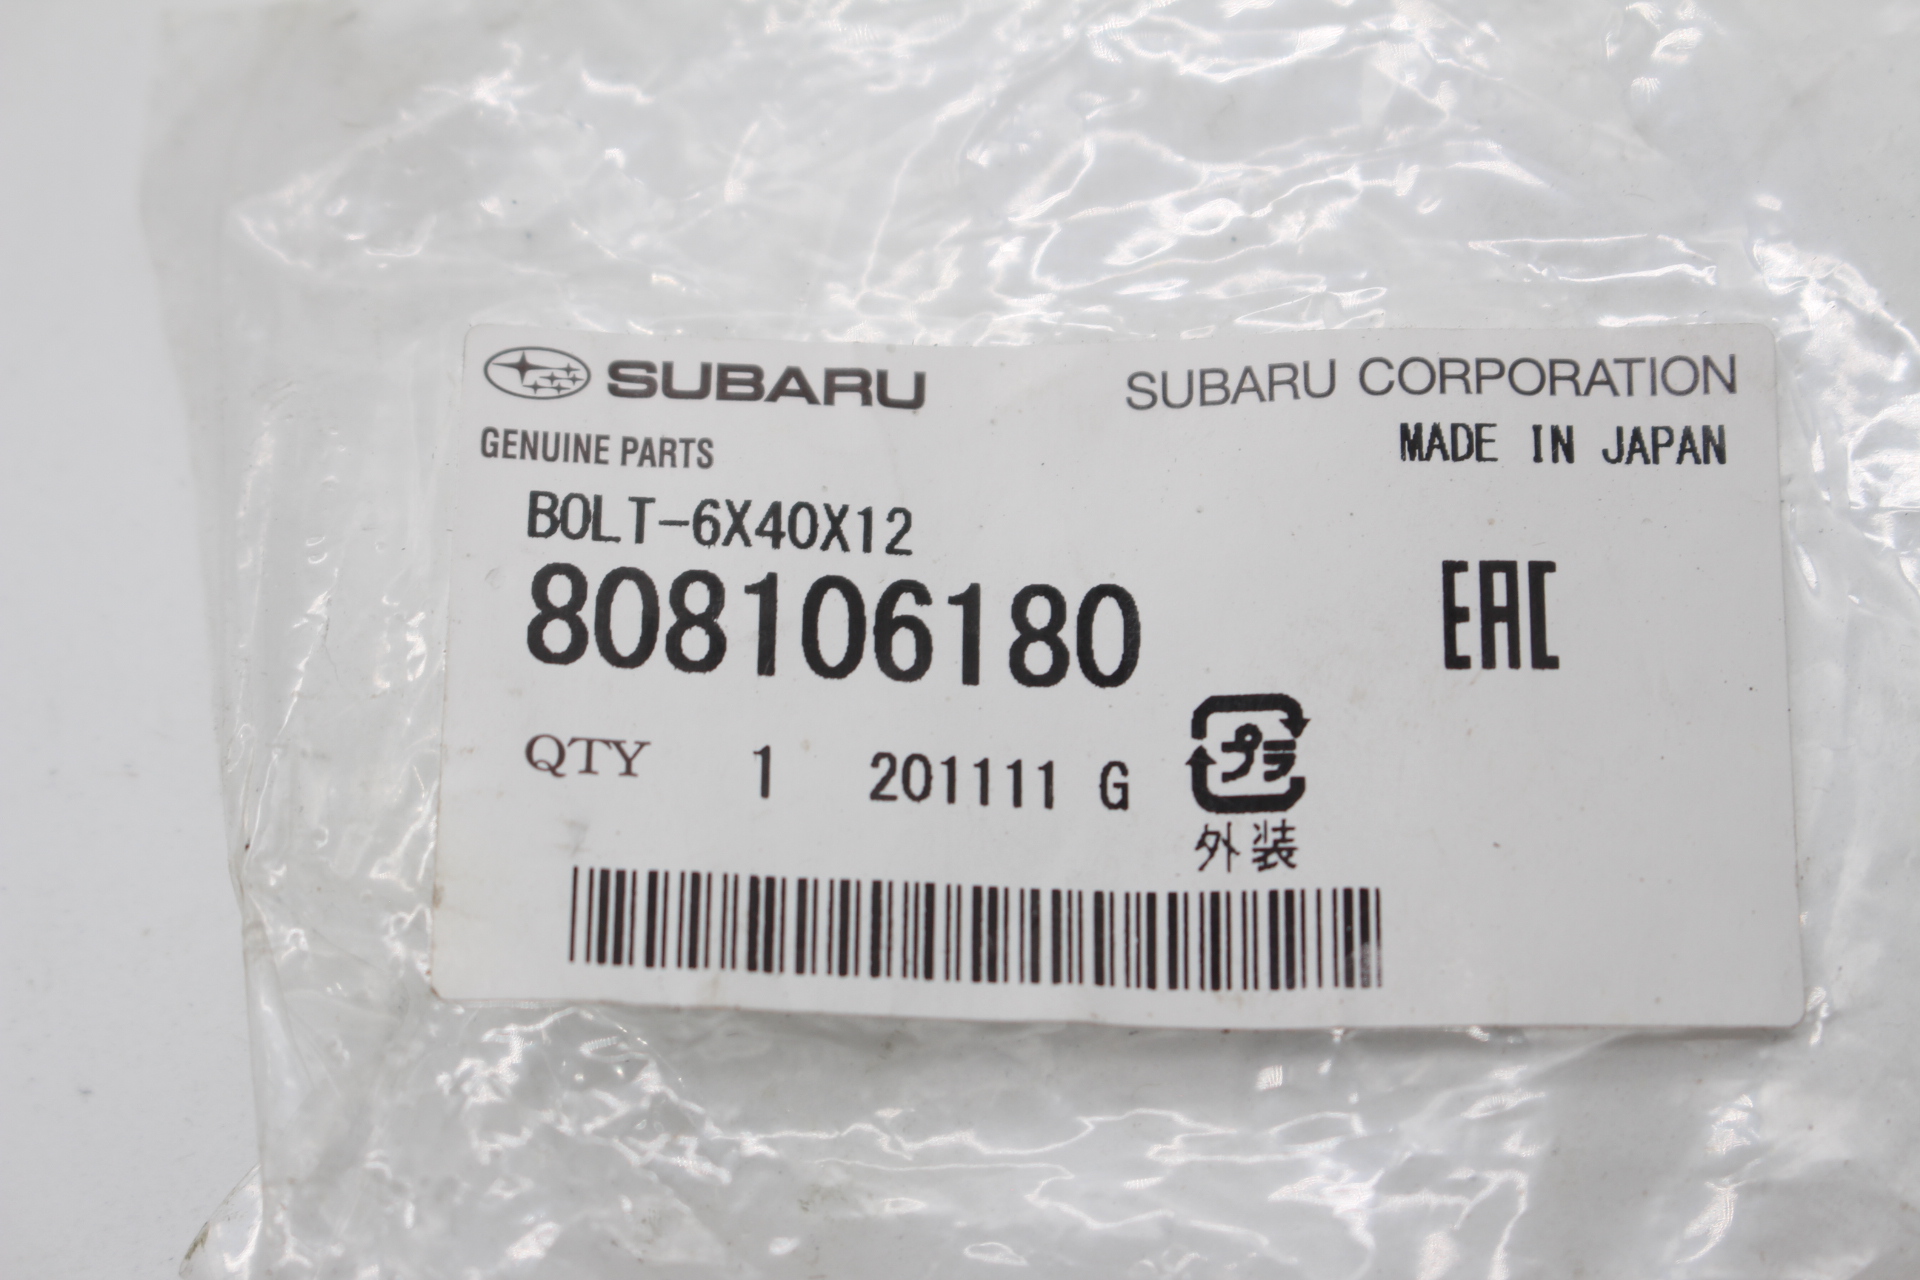 SUBARU
SUBARU CORPORATION
GENUINE PARTS
MADE IN JAPAN
BOLT-6X40X12
808106180
EAC
QTY 1 201111 G
プラ
外装